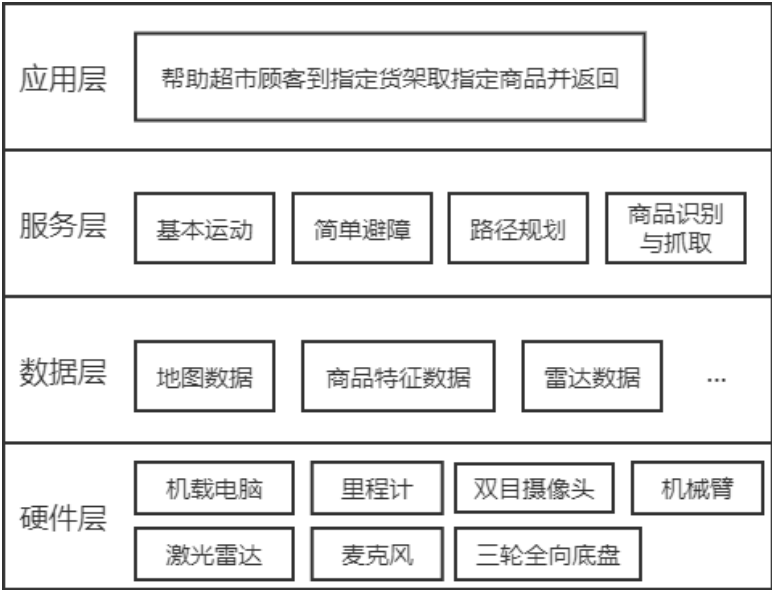 应用层
帮助超市顾客到指定货架取指定商品并返回
服务层
基本运动
简单避障
路径规划
商品识别
与抓取
数据层
地图数据
商品特征数据
雷达数据
...
硬件层
机载电脑
里程计
双目摄像头
机械臂
激光雷达
麦克风
三轮全向底盘